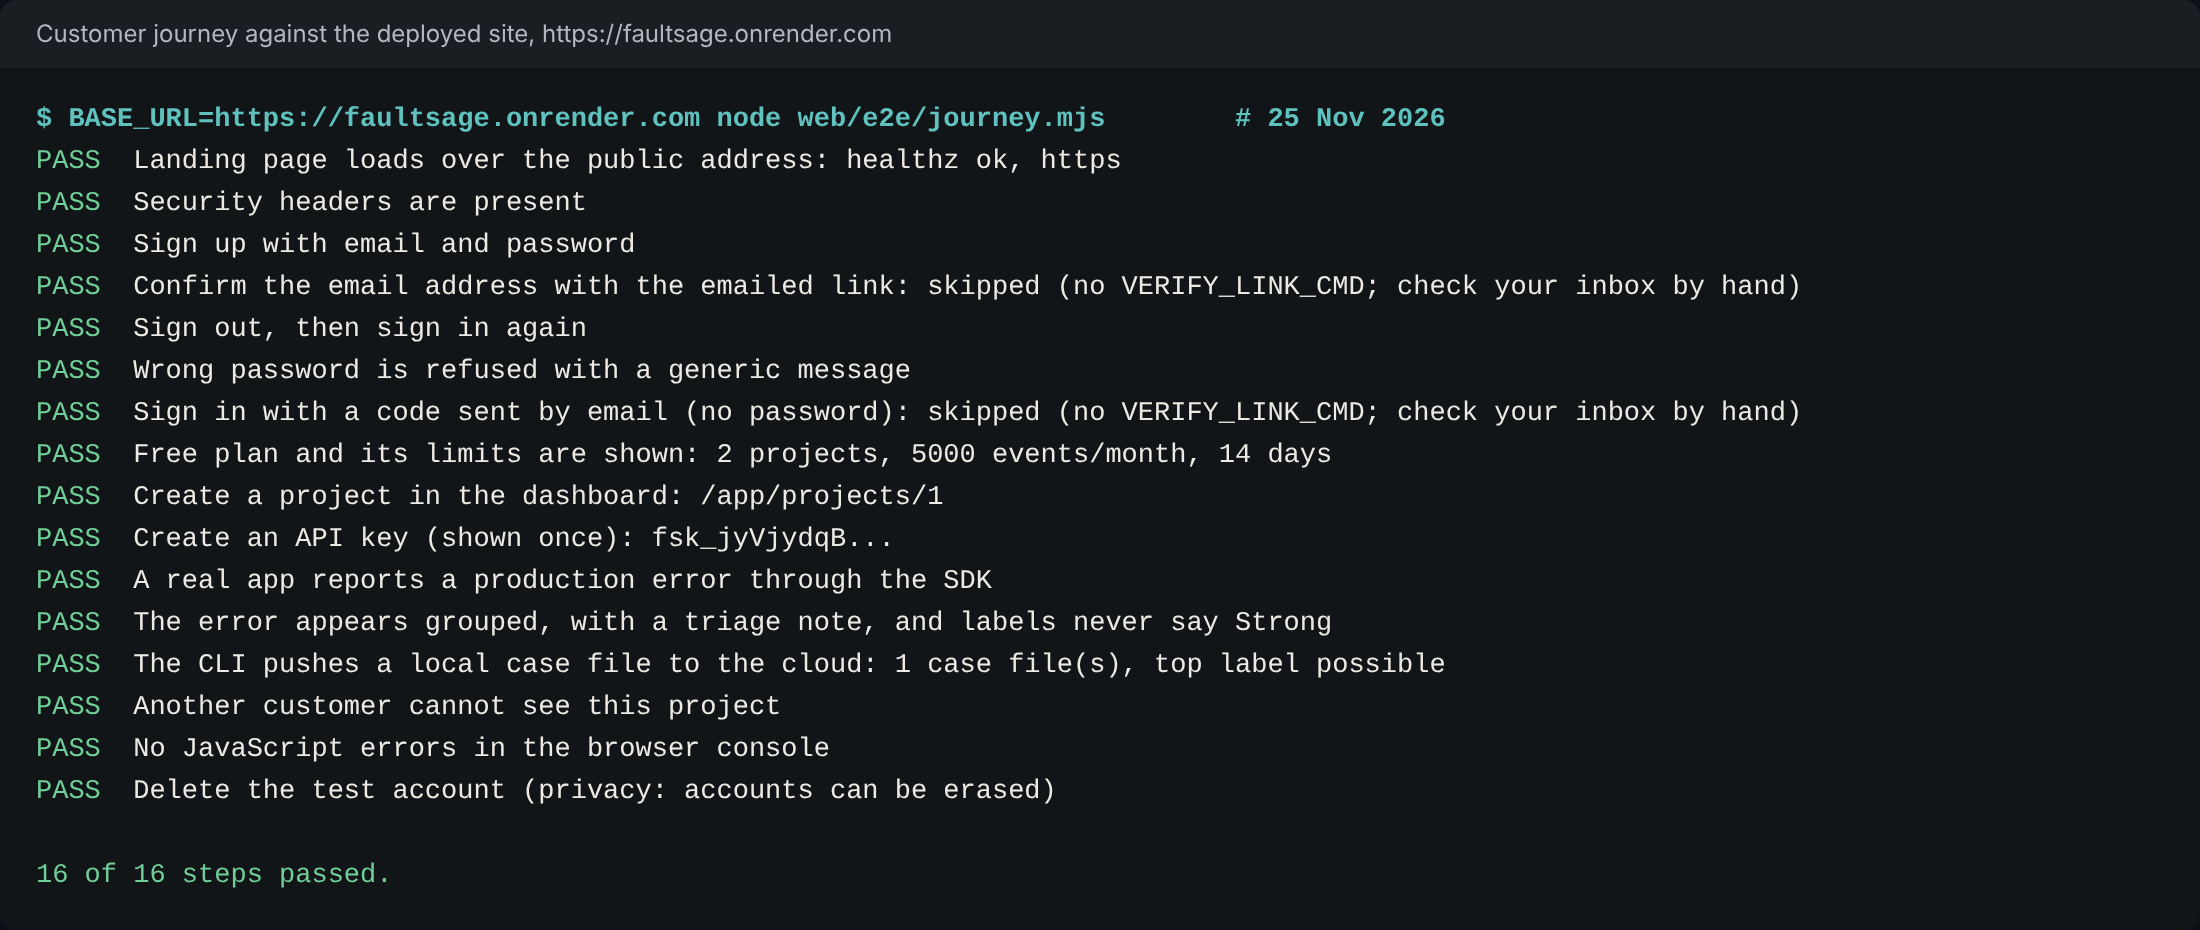 Customer journey against the deployed site, https://faultsage.onrender.com
$ BASE_URL=https://faultsage.onrender.com node web/e2e/journey.mjs        # 25 Nov 2026
PASS  Landing page loads over the public address: healthz ok, https
PASS  Security headers are present
PASS  Sign up with email and password
PASS  Confirm the email address with the emailed link: skipped (no VERIFY_LINK_CMD; check your inbox by hand)
PASS  Sign out, then sign in again
PASS  Wrong password is refused with a generic message
PASS  Sign in with a code sent by email (no password): skipped (no VERIFY_LINK_CMD; check your inbox by hand)
PASS  Free plan and its limits are shown: 2 projects, 5000 events/month, 14 days
PASS  Create a project in the dashboard: /app/projects/1
PASS  Create an API key (shown once): fsk_jyVjydqB...
PASS  A real app reports a production error through the SDK
PASS  The error appears grouped, with a triage note, and labels never say Strong
PASS  The CLI pushes a local case file to the cloud: 1 case file(s), top label possible
PASS  Another customer cannot see this project
PASS  No JavaScript errors in the browser console
PASS  Delete the test account (privacy: accounts can be erased)
16 of 16 steps passed.